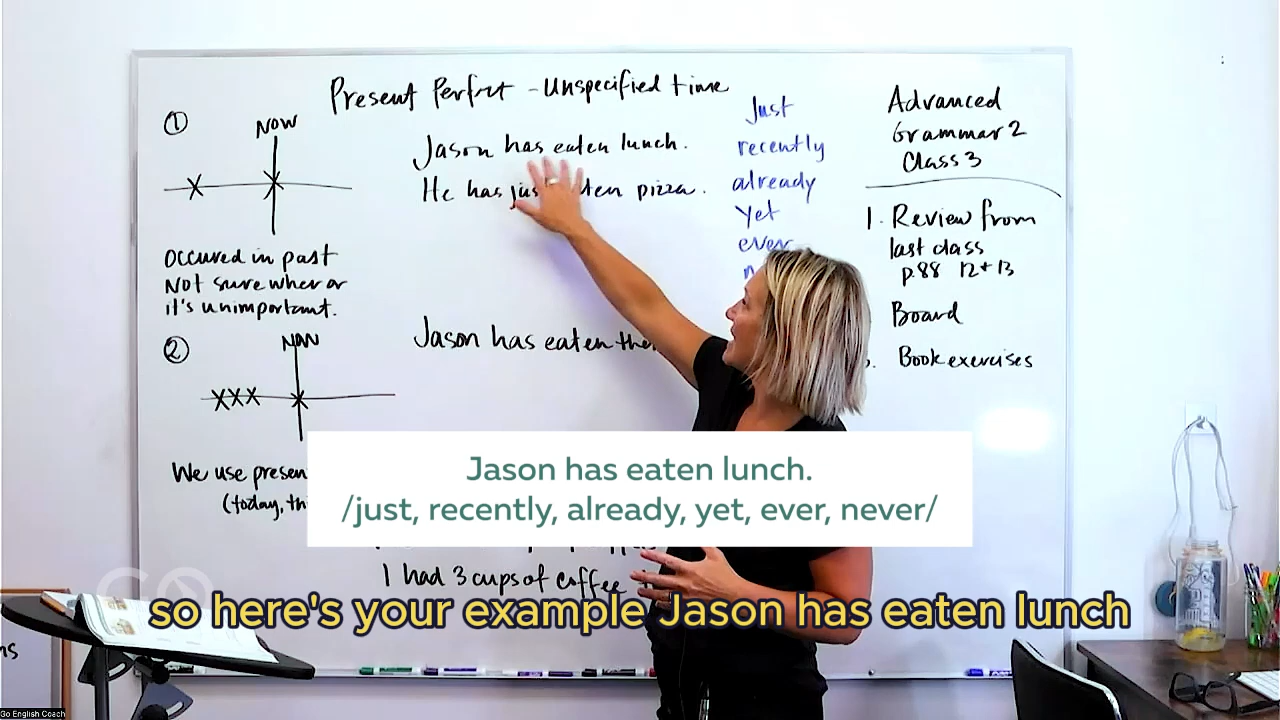 Present Perfect - Unspecified time
①
NOW
Jason has eaten lunch.
He has just eaten pizza.
occured in past
not sure when or
it's unimportant.
②
NOW
Jason has eaten
We use
(today,
I had 3 cups of coffee
Just
recently
already
yet
ever
Advanced
Grammar 2
Class 3
1. Review from
last class
p.88 12+13
Board
Book exercises
Jason has eaten lunch.
/just, recently, already, yet, ever, never/
GO
so here's your example Jason has eaten lunch
Go English Coach